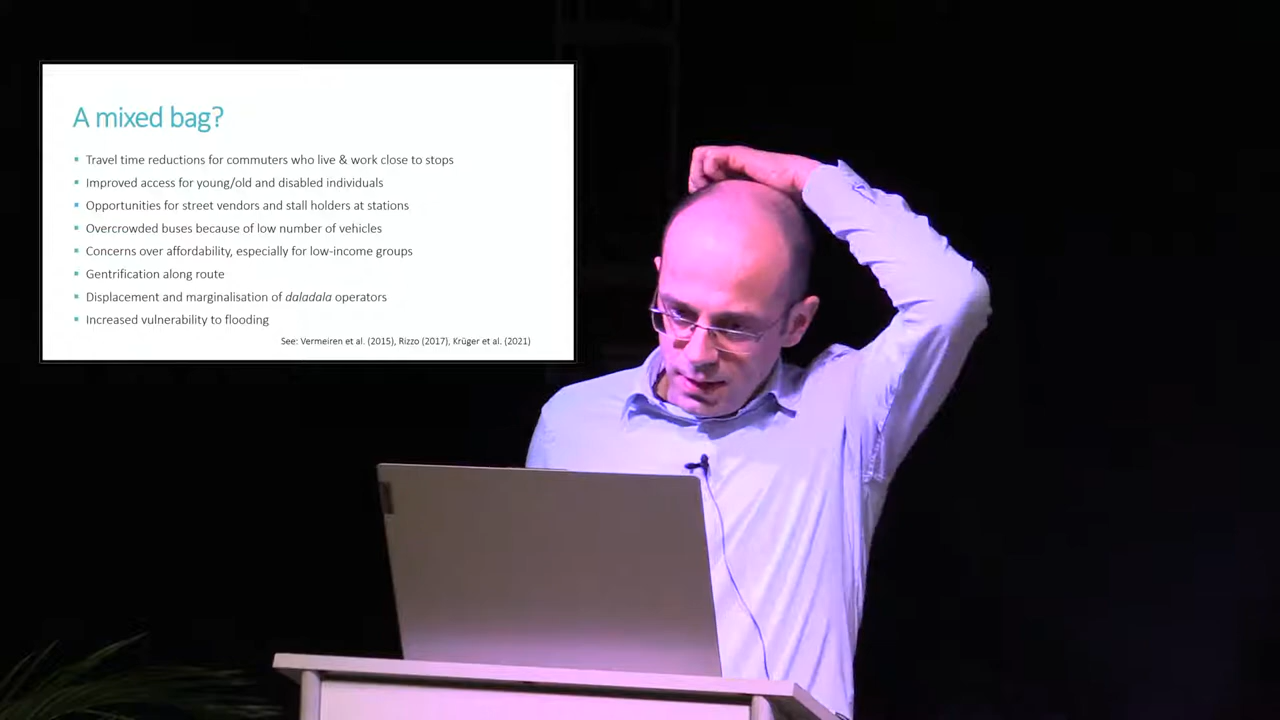 A mixed bag?
Travel time reductions for commuters who live & work close to stops
Improved access for young/old and disabled individuals
Opportunities for street vendors and stall holders at stations
Overcrowded buses because of low number of vehicles
Concerns over affordability, especially for low-income groups
Gentrification along route
Displacement and marginalisation of daladala operators
Increased vulnerability to flooding
See: Vermeiren et al. (2015), Rizzo (2017), Krüger et al. (2021)